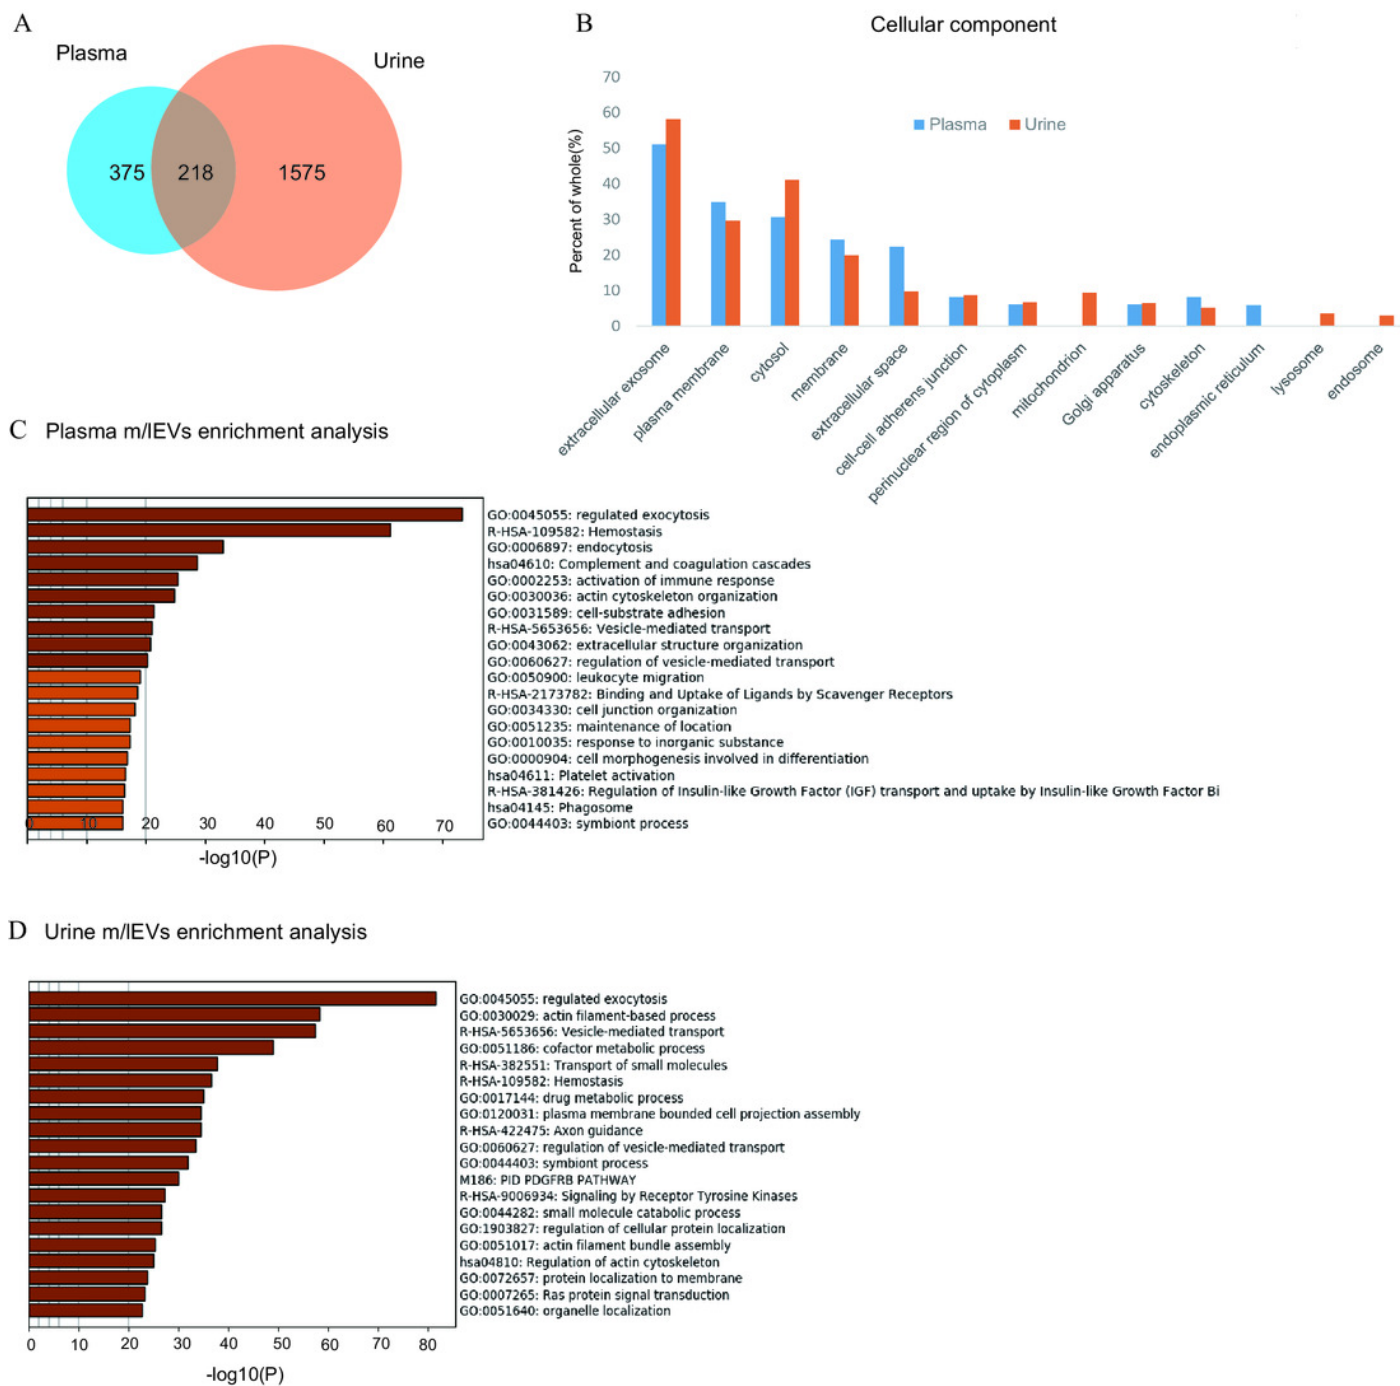 A
Plasma
Urine
375
218
1575
B
Cellular component
Percent of whole(%)
70
60
50
40
30
20
10
0
Plasma
Urine
extracellular exosome
plasma membrane
cytosol
membrane
extracellular space
cell-cell adherens junction
perinuclear region of cytoplasm
mitochondrion
Golgi apparatus
cytoskeleton
endoplasmic reticulum
lysosome
endosome
C Plasma m/lEVs enrichment analysis
GO:0045055: regulated exocytosis
R-HSA-109582: Hemostasis
GO:0006897: endocytosis
hsa04610: Complement and coagulation cascades
GO:0002253: activation of immune response
GO:0030036: actin cytoskeleton organization
GO:0031589: cell-substrate adhesion
R-HSA-5653656: Vesicle-mediated transport
GO:0043062: extracellular structure organization
GO:0060627: regulation of vesicle-mediated transport
GO:0050900: leukocyte migration
R-HSA-2173782: Binding and Uptake of Ligands by Scavenger Receptors
GO:0034330: cell junction organization
GO:0051235: maintenance of location
GO:0010035: response to inorganic substance
GO:0000904: cell morphogenesis involved in differentiation
hsa04611: Platelet activation
R-HSA-381426: Regulation of Insulin-like Growth Factor (IGF) transport and uptake by Insulin-like Growth Factor Bi
hsa04145: Phagosome
GO:0044403: symbiont process
0 10 20 30 40 50 60 70
-log10(P)
D Urine m/lEVs enrichment analysis
GO:0045055: regulated exocytosis
GO:0030029: actin filament-based process
R-HSA-5653656: Vesicle-mediated transport
GO:0051186: cofactor metabolic process
R-HSA-382551: Transport of small molecules
R-HSA-109582: Hemostasis
GO:0017144: drug metabolic process
GO:0120031: plasma membrane bounded cell projection assembly
R-HSA-422475: Axon guidance
GO:0060627: regulation of vesicle-mediated transport
GO:0044403: symbiont process
M186: PID PDGFRB PATHWAY
R-HSA-9006934: Signaling by Receptor Tyrosine Kinases
GO:0044282: small molecule catabolic process
GO:1903827: regulation of cellular protein localization
GO:0051017: actin filament bundle assembly
hsa04810: Regulation of actin cytoskeleton
GO:0072657: protein localization to membrane
GO:0007265: Ras protein signal transduction
GO:0051640: organelle localization
0 10 20 30 40 50 60 70 80
-log10(P)